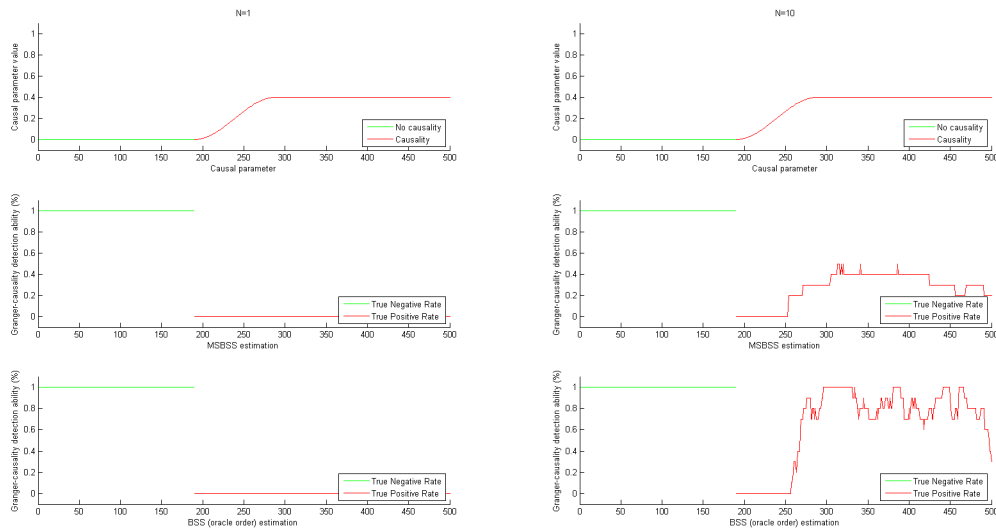 N=1
Causal parameter value
1
0.8
0.6
0.4
0.2
0
0 50 100 150 200 250 300 350 400 450 500
No causality
Causality
Causal parameter
Granger-causality detection ability (%)
1
0.8
0.6
0.4
0.2
0
0 50 100 150 200 250 300 350 400 450 500
True Negative Rate
True Positive Rate
MSBSS estimation
Granger-causality detection ability (%)
1
0.8
0.6
0.4
0.2
0
0 50 100 150 200 250 300 350 400 450 500
True Negative Rate
True Positive Rate
BSS (oracle order) estimation
N=10
Causal parameter value
1
0.8
0.6
0.4
0.2
0
0 50 100 150 200 250 300 350 400 450 500
No causality
Causality
Causal parameter
Granger-causality detection ability (%)
1
0.8
0.6
0.4
0.2
0
0 50 100 150 200 250 300 350 400 450 500
True Negative Rate
True Positive Rate
MSBSS estimation
Granger-causality detection ability (%)
1
0.8
0.6
0.4
0.2
0
0 50 100 150 200 250 300 350 400 450 500
True Negative Rate
True Positive Rate
BSS (oracle order) estimation